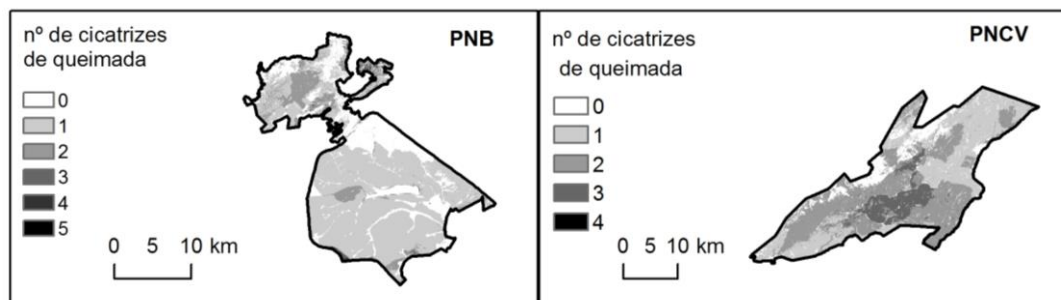 nº de cicatrizes
de queimada
PNB
0
1
2
3
4
5
0 5 10 km
nº de cicatrizes
de queimada
PNCV
0
1
2
3
4
0 5 10 km